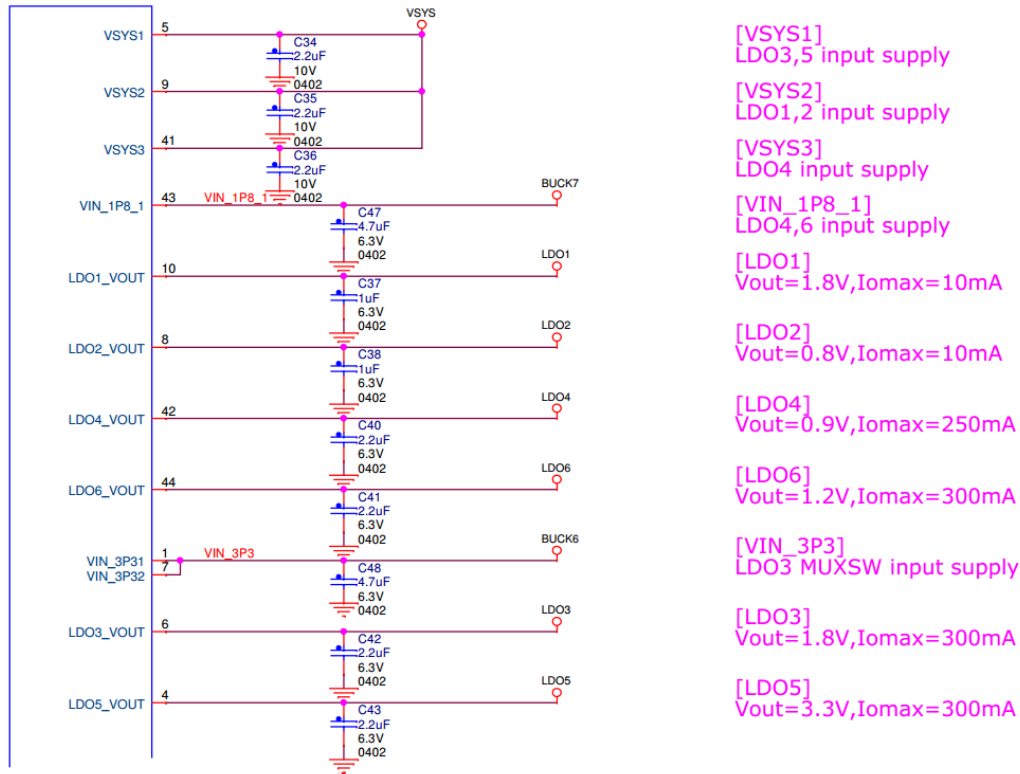 VSYS
VSYS1 5
C34
2.2uF
10V
0402
[VSYS1]
LDO3,5 input supply
VSYS2 9
C35
2.2uF
10V
0402
[VSYS2]
LDO1,2 input supply
VSYS3 41
C36
2.2uF
10V
0402
[VSYS3]
LDO4 input supply
VIN_1P8_1 43 VIN_1P8_1 BUCK7
C47
4.7uF
6.3V
0402
[VIN_1P8_1]
LDO4,6 input supply
LDO1_VOUT 10 LDO1
C37
1uF
6.3V
0402
[LDO1]
Vout=1.8V,Iomax=10mA
LDO2_VOUT 8 LDO2
C38
1uF
6.3V
0402
[LDO2]
Vout=0.8V,Iomax=10mA
LDO4_VOUT 42 LDO4
C40
2.2uF
6.3V
0402
[LDO4]
Vout=0.9V,Iomax=250mA
LDO6_VOUT 44 LDO6
C41
2.2uF
6.3V
0402
[LDO6]
Vout=1.2V,Iomax=300mA
VIN_3P31 1 VIN_3P3 BUCK6
VIN_3P32 7
C48
4.7uF
6.3V
0402
[VIN_3P3]
LDO3 MUXSW input supply
LDO3_VOUT 6 LDO3
C42
2.2uF
6.3V
0402
[LDO3]
Vout=1.8V,Iomax=300mA
LDO5_VOUT 4 LDO5
C43
2.2uF
6.3V
0402
[LDO5]
Vout=3.3V,Iomax=300mA